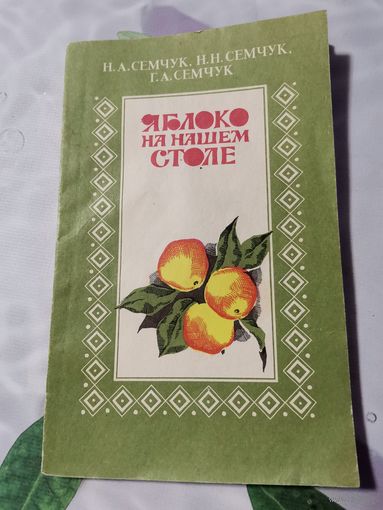 Н. А. СЕМЧУК, Н.Н. СЕМЧУК,
Г. А. СЕМЧУК
ЯБЛОКО
НА НАШЕМ
СТОЛЕ